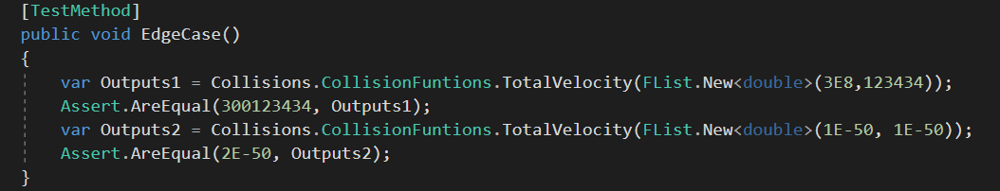 [TestMethod]
public void EdgeCase()
{
var Outputs1 = Collisions.CollisionFuntions.TotalVelocity(FList.New<double>(3E8,123434));
Assert.AreEqual(300123434, Outputs1);
var Outputs2 = Collisions.CollisionFuntions.TotalVelocity(FList.New<double>(1E-50, 1E-50));
Assert.AreEqual(2E-50, Outputs2);
}